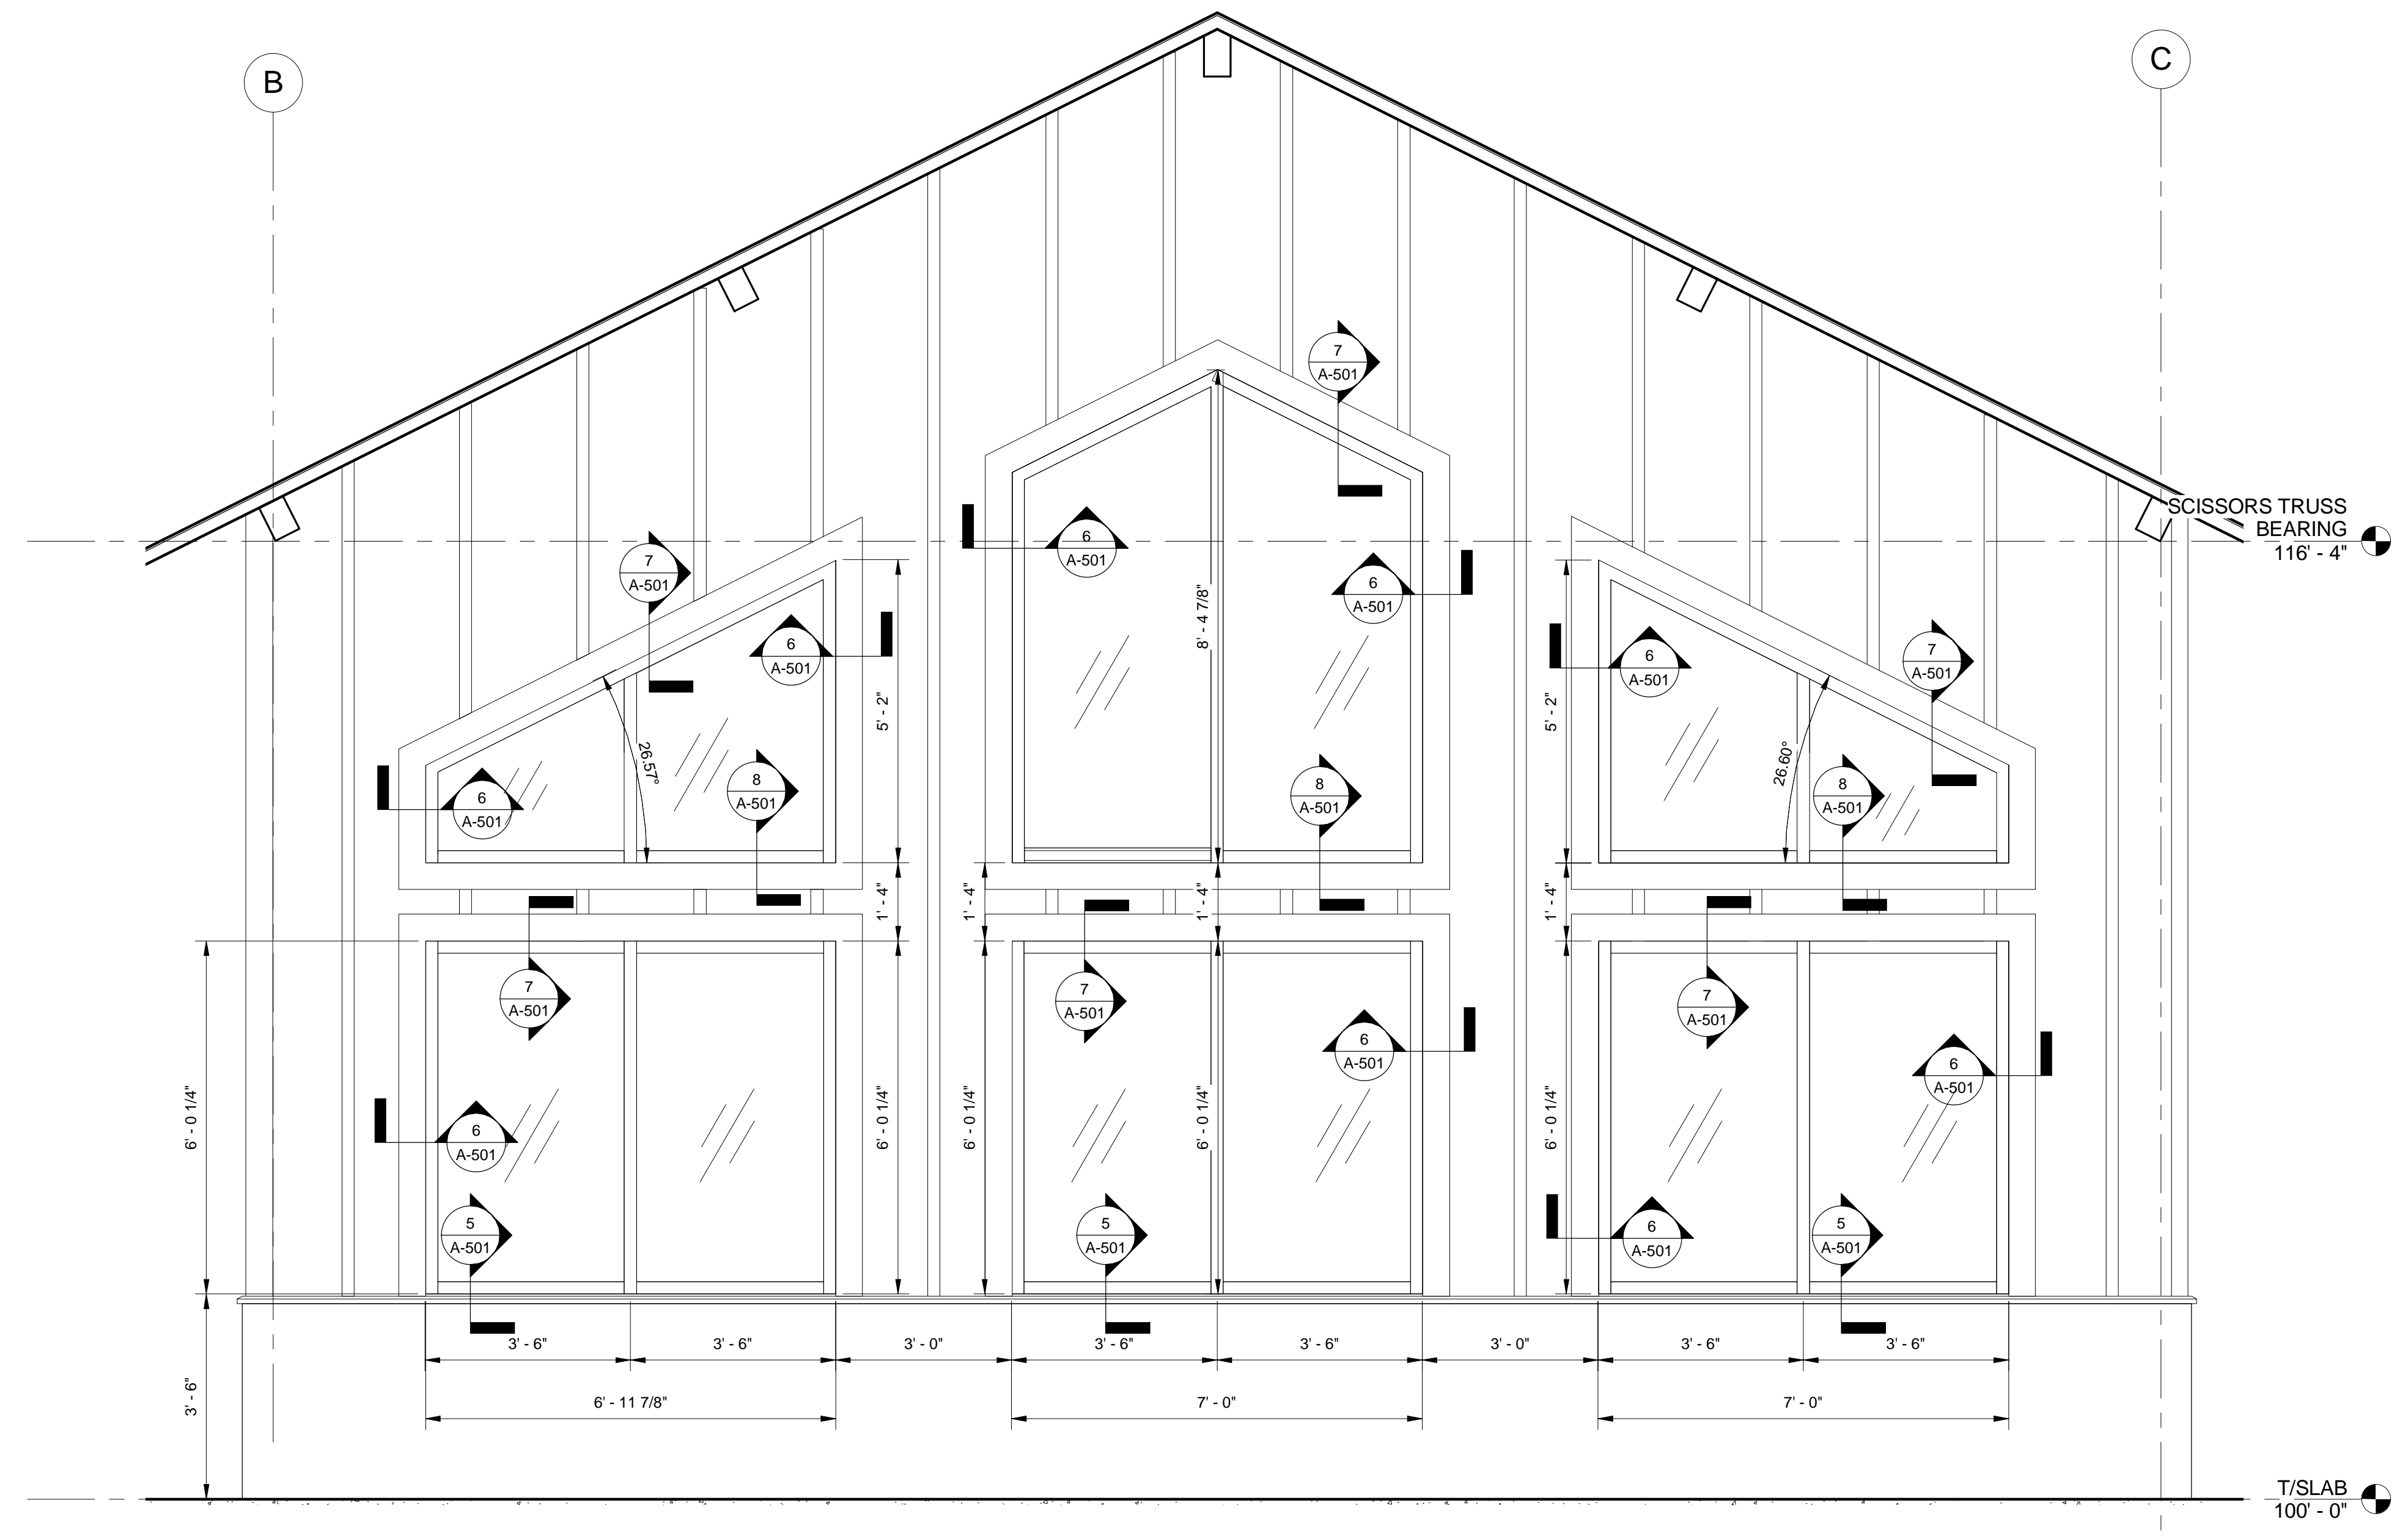 B
C
7
A-501
SCISSORS TRUSS
BEARING
116' - 4"
6
A-501
7
A-501
6
A-501
8' - 4 7/8"
6
A-501
6
A-501
7
A-501
5' - 2"
5' - 2"
26.57°
26.60°
8
A-501
8
A-501
8
A-501
6
A-501
1' - 4"
1' - 4"
1' - 4"
1' - 4"
7
A-501
7
A-501
7
A-501
6
A-501
6
A-501
6' - 0 1/4"
6' - 0 1/4"
6' - 0 1/4"
6' - 0 1/4"
6' - 0 1/4"
6
A-501
5
A-501
5
A-501
6
A-501
5
A-501
3' - 6"
3' - 6"
3' - 6"
3' - 0"
3' - 6"
3' - 6"
3' - 0"
3' - 6"
3' - 6"
6' - 11 7/8"
7' - 0"
7' - 0"
T/SLAB
100' - 0"